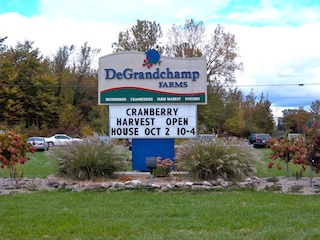 DeGrandchamp
FARMS
BLUEBERRIES CRANBERRIES FARM MARKET NURSERY
CRANBERRY
HARVEST OPEN
HOUSE OCT 2 10-4